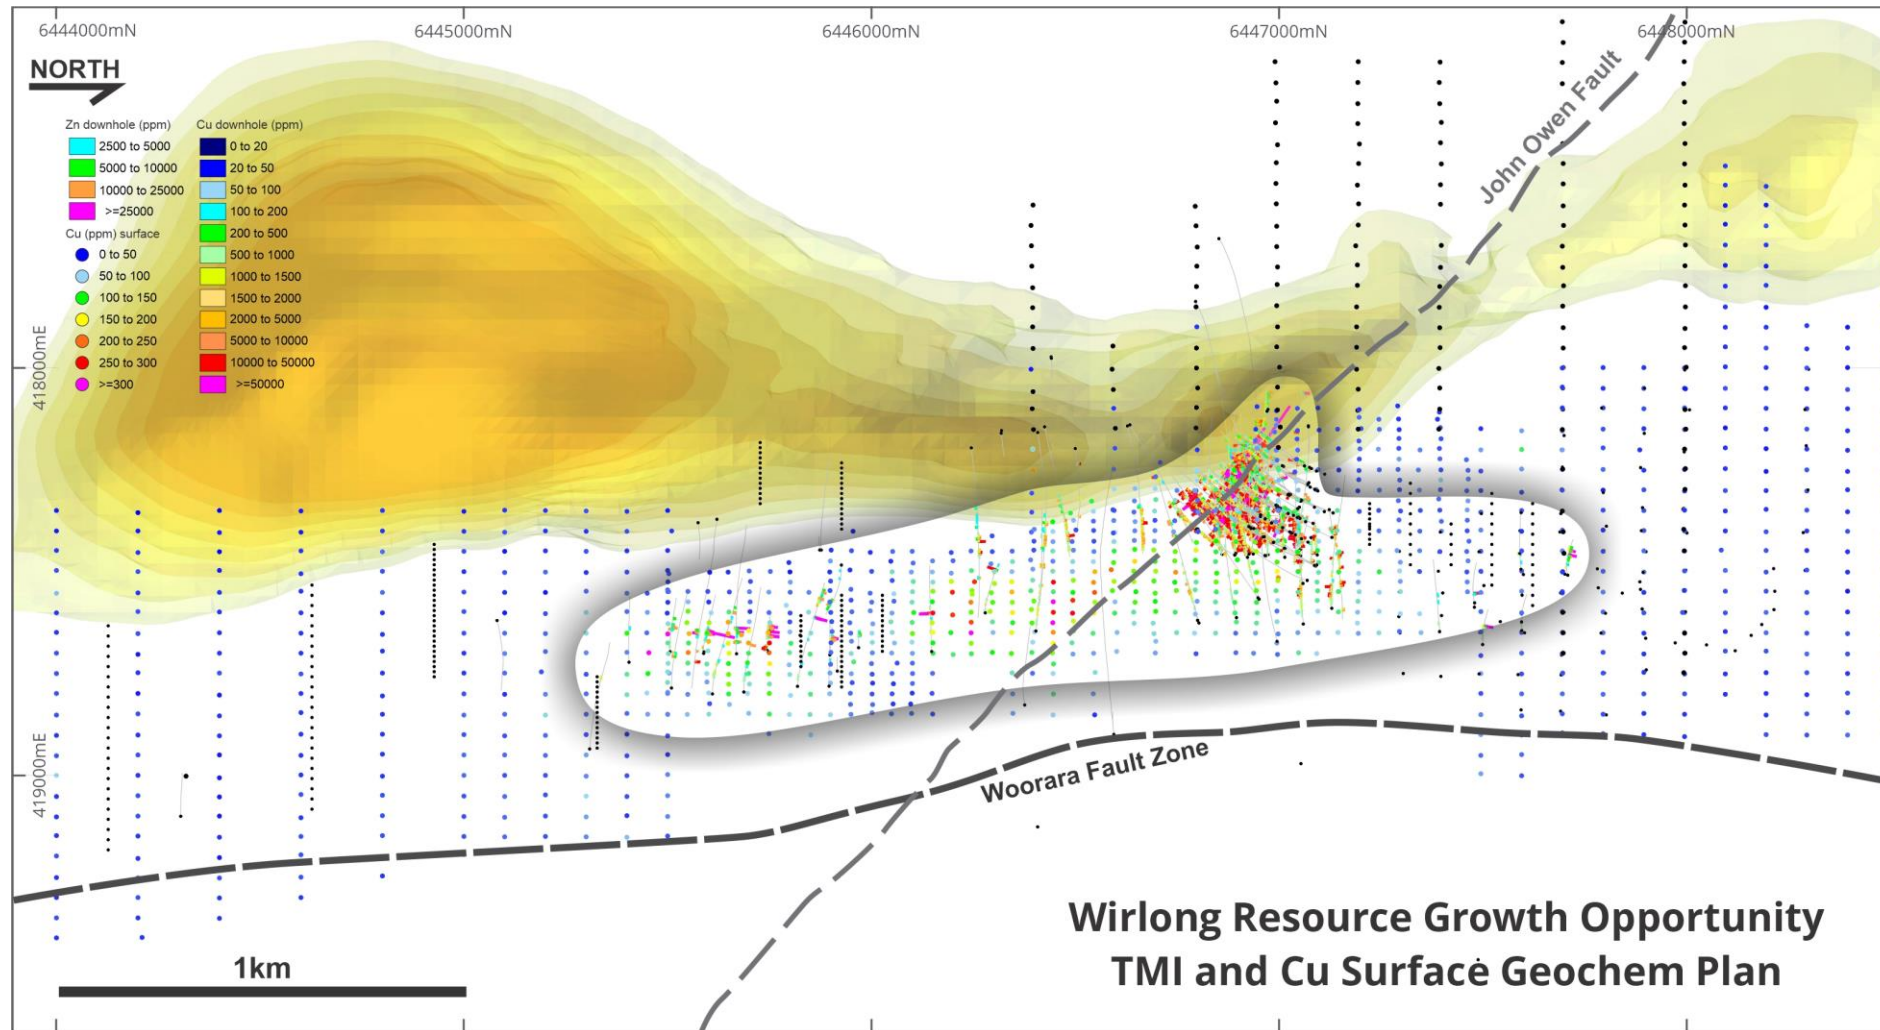 6444000mN
6445000mN
6446000mN
6447000mN
6448000mN
NORTH
Zn downhole (ppm)
2500 to 5000
5000 to 10000
10000 to 25000
>=25000
Cu (ppm) surface
0 to 50
50 to 100
100 to 150
150 to 200
200 to 250
250 to 300
>=300
Cu downhole (ppm)
0 to 20
20 to 50
50 to 100
100 to 200
200 to 500
500 to 1000
1000 to 1500
1500 to 2000
2000 to 5000
5000 to 10000
10000 to 50000
>=50000
John Owen Fault
418000mE
419000mE
Woorara Fault Zone
1km
Wirlong Resource Growth Opportunity
TMI and Cu Surface Geochem Plan